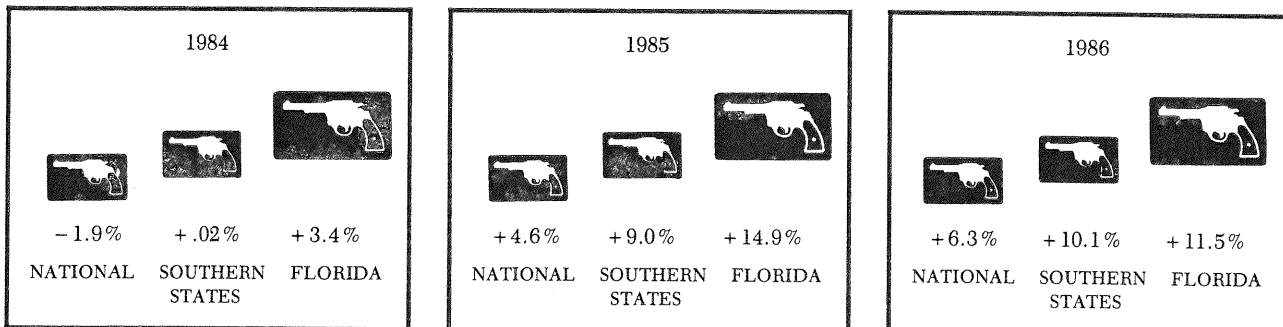 1984
-1.9% +.02% +3.4%
NATIONAL SOUTHERN STATES FLORIDA
1985
+4.6% +9.0% +14.9%
NATIONAL SOUTHERN STATES FLORIDA
1986
+6.3% +10.1% +11.5%
NATIONAL SOUTHERN STATES FLORIDA